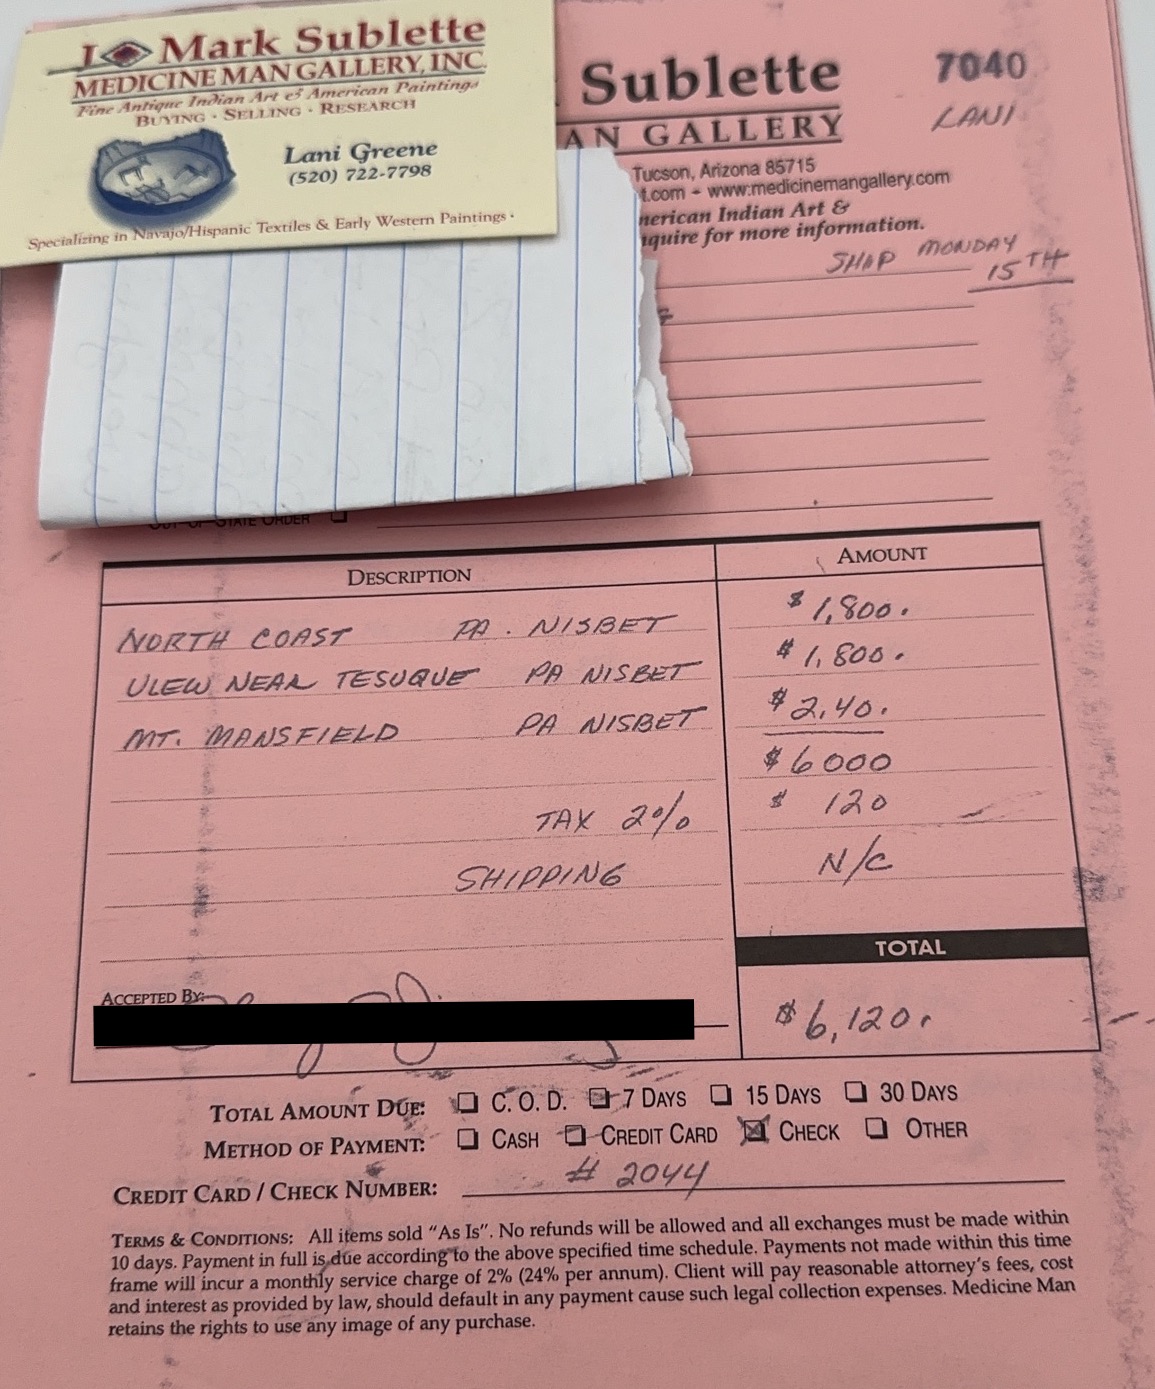 J Mark Sublette
MEDICINE MAN GALLERY, INC.
Fine Antique Indian Art & American Paintings
BUYING · SELLING · RESEARCH
Lani Greene
(520) 722-7798
Specializing in Navajo/Hispanic Textiles & Early Western Paintings ·
Sublette
AN GALLERY
7040
LANI
Tucson, Arizona 85715
t.com - www.medicinemangallery.com
merican Indian Art &
nquire for more information.
SHIP MONDAY
15TH
OUT-OF-STATE ORDER
DESCRIPTION AMOUNT
NORTH COAST PA. NISBET $1,800.
NEAR TESUQUE PA NISBET $1,800.
MT. MANSFIELD PA NISBET $2,40.
$6000
TAX 2% $120
SHIPPING N/C
TOTAL
ACCEPTED BY:
$6,120.
TOTAL AMOUNT DUE: C. O. D. 7 DAYS 15 DAYS 30 DAYS
METHOD OF PAYMENT: CASH CREDIT CARD CHECK OTHER
CREDIT CARD / CHECK NUMBER: # 2044
TERMS & CONDITIONS: All items sold "As Is". No refunds will be allowed and all exchanges must be made within
10 days. Payment in full is due according to the above specified time schedule. Payments not made within this time
frame will incur a monthly service charge of 2% (24% per annum). Client will pay reasonable attorney's fees, cost
and interest as provided by law, should default in any payment cause such legal collection expenses. Medicine Man
retains the rights to use any image of any purchase.